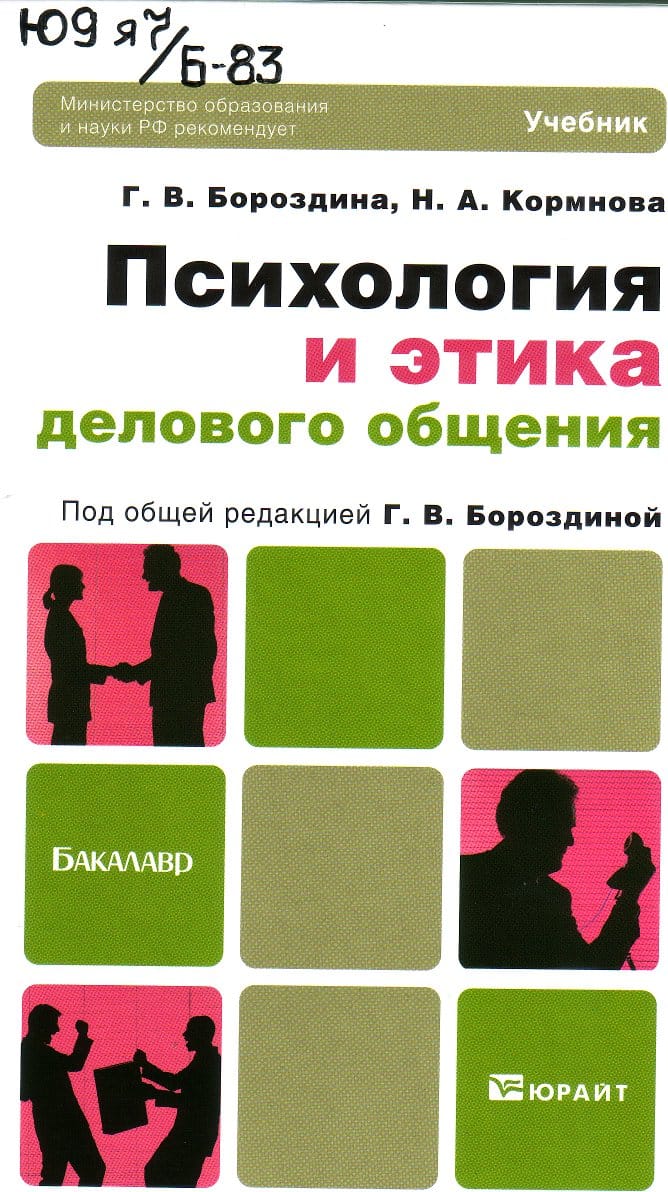 Ю9 я7/Б-83
Министерство образования
и науки РФ рекомендует
Учебник
Г. В. Бороздина, Н. А. Кормнова
Психология
и этика
делового общения
Под общей редакцией Г. В. Бороздиной
Бакалавр
ЮРАЙТ